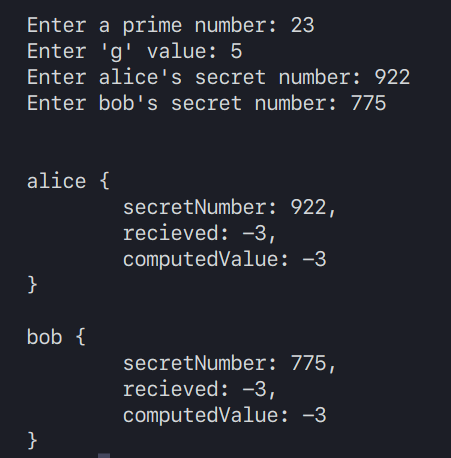 Enter a prime number: 23
Enter 'g' value: 5
Enter alice's secret number: 922
Enter bob's secret number: 775
alice {
secretNumber: 922,
recieved: -3,
computedValue: -3
}
bob {
secretNumber: 775,
recieved: -3,
computedValue: -3
}